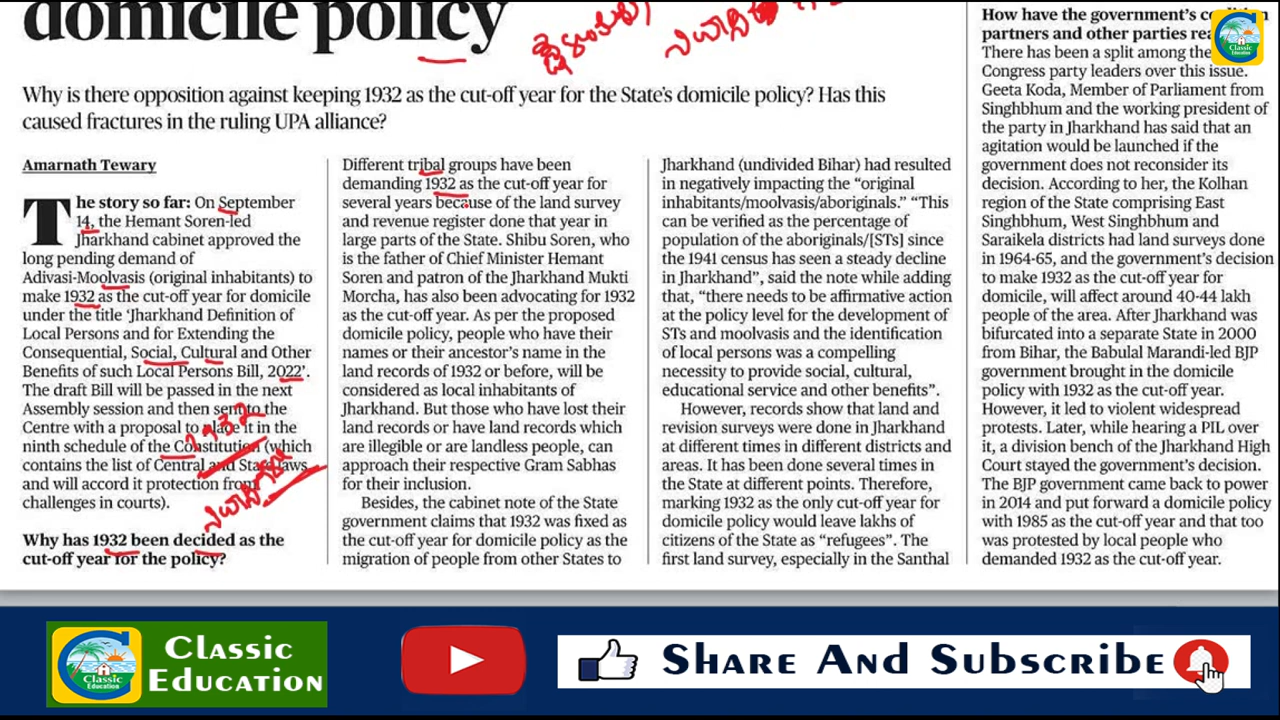 domicile policy
Why is there opposition against keeping 1932 as the cut-off year for the State's domicile policy? Has this
caused fractures in the ruling UPA alliance?
Amarnath Tewary
The story so far: On September
14, the Hemant Soren-led
Jharkhand cabinet approved the
long pending demand of
Adivasi-Moolvasis (original inhabitants) to
make 1932 as the cut-off year for domicile
under the title 'Jharkhand Definition of
Local Persons and for Extending the
Consequential, Social, Cultural and Other
Benefits of such Local Persons Bill, 2022'.
The draft Bill will be passed in the next
Assembly session and then sent to the
Centre with a proposal to place it in the
ninth schedule of the Constitution (which
contains the list of Central and State laws
and will accord it protection from
challenges in courts).
1932
Why has 1932 been decided as the
cut-off year for the policy?
Different tribal groups have been
demanding 1932 as the cut-off year for
several years because of the land survey
and revenue register done that year in
large parts of the State. Shibu Soren, who
is the father of Chief Minister Hemant
Soren and patron of the Jharkhand Mukti
Morcha, has also been advocating for 1932
as the cut-off year. As per the proposed
domicile policy, people who have their
names or their ancestor's name in the
land records of 1932 or before, will be
considered as local inhabitants of
Jharkhand. But those who have lost their
land records or have land records which
are illegible or are landless people, can
approach their respective Gram Sabhas
for their inclusion.
Besides, the cabinet note of the State
government claims that 1932 was fixed as
the cut-off year for domicile policy as the
migration of people from other States to
Jharkhand (undivided Bihar) had resulted
in negatively impacting the "original
inhabitants/moolvasis/aboriginals." "This
can be verified as the percentage of
population of the aboriginals/[STs] since
the 1941 census has seen a steady decline
in Jharkhand", said the note while adding
that, "there needs to be affirmative action
at the policy level for the development of
STs and moolvasis and the identification
of local persons was a compelling
necessity to provide social, cultural,
educational service and other benefits".
However, records show that land and
revision surveys were done in Jharkhand
at different times in different districts and
areas. It has been done several times in
the State at different points. Therefore,
marking 1932 as the only cut-off year for
domicile policy would leave lakhs of
citizens of the State as "refugees". The
first land survey, especially in the Santhal
How have the government's
partners and other parties
There has been a split among the
Congress party leaders over this issue.
Geeta Koda, Member of Parliament from
Singhbhum and the working president of
the party in Jharkhand has said that an
agitation would be launched if the
government does not reconsider its
decision. According to her, the Kolhan
region of the State comprising East
Singhbhum, West Singhbhum and
Saraikela districts had land surveys done
in 1964-65, and the government's decision
to make 1932 as the cut-off year for
domicile, will affect around 40-44 lakh
people of the area. After Jharkhand was
bifurcated into a separate State in 2000
from Bihar, the Babulal Marandi-led BJP
government brought in the domicile
policy with 1932 as the cut-off year.
However, it led to violent widespread
protests. Later, while hearing a PIL over
it, a division bench of the Jharkhand High
Court stayed the government's decision.
The BJP government came back to power
in 2014 and put forward a domicile policy
with 1985 as the cut-off year and that too
was protested by local people who
demanded 1932 as the cut-off year.
Classic
Education
Classic
Education
Classic
Education
Share And Subscribe